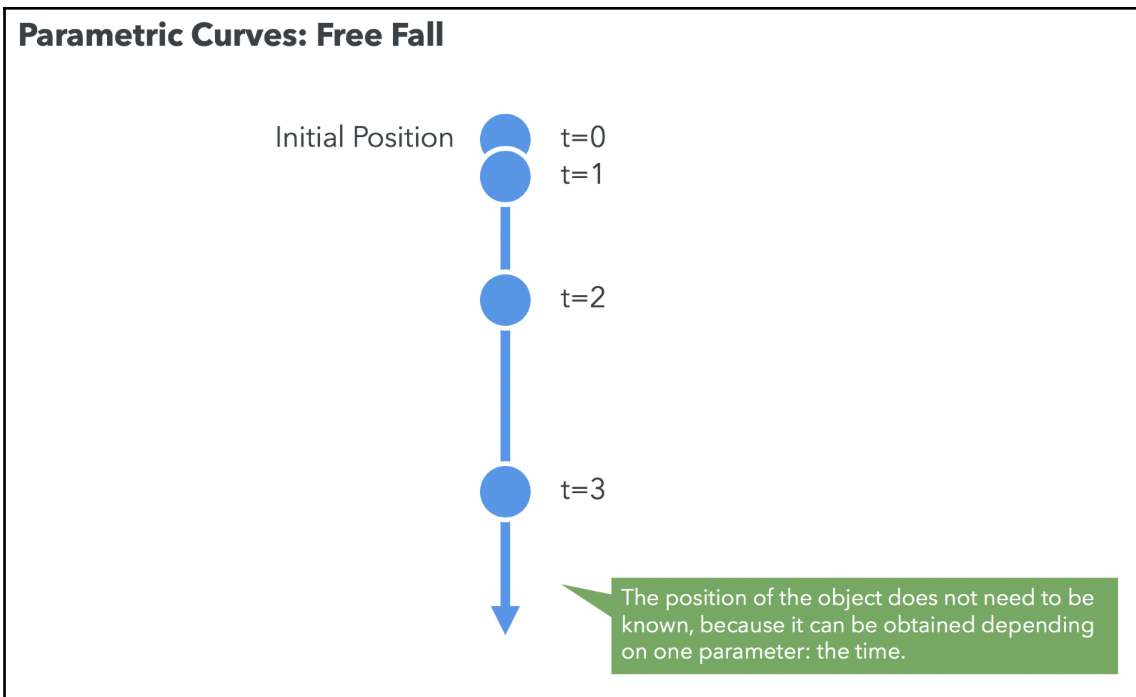 Parametric Curves: Free Fall
Initial Position
t=0
t=1
t=2
t=3
The position of the object does not need to be
known, because it can be obtained depending
on one parameter: the time.